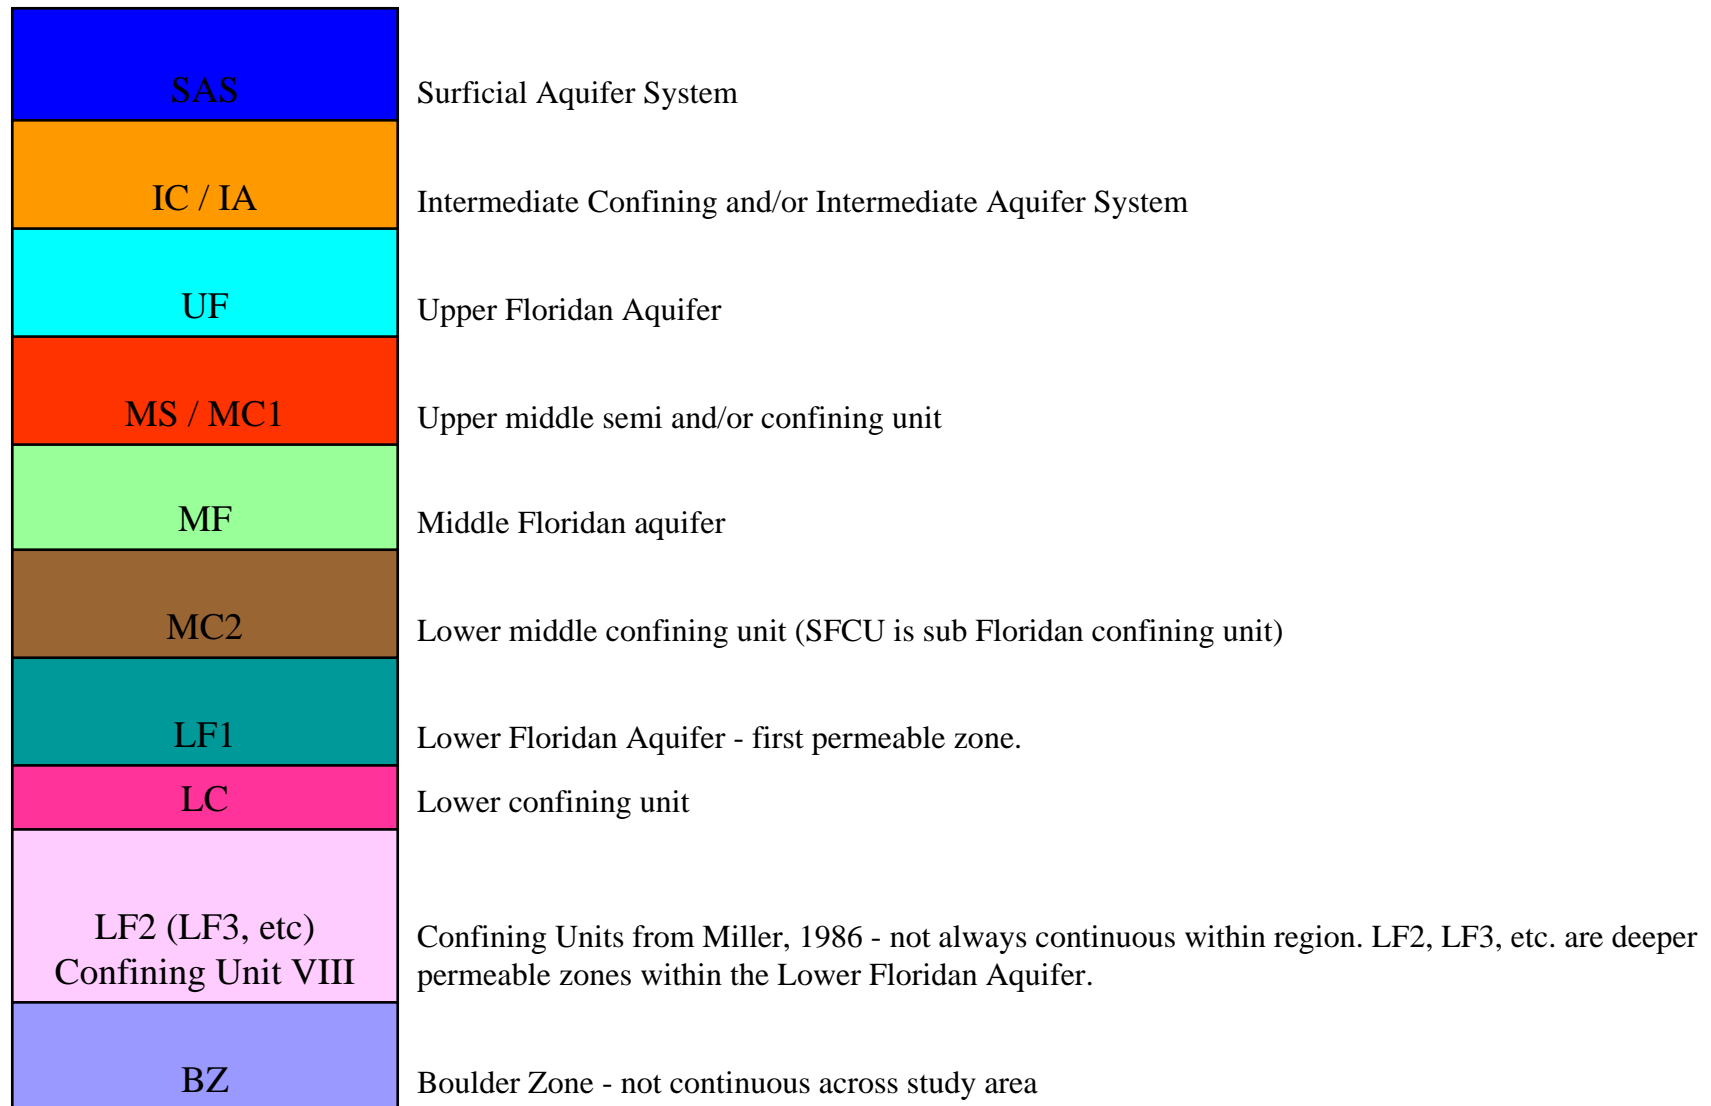 SAS
Surficial Aquifer System
IC / IA
Intermediate Confining and/or Intermediate Aquifer System
UF
Upper Floridan Aquifer
MS / MC1
Upper middle semi and/or confining unit
MF
Middle Floridan aquifer
MC2
Lower middle confining unit (SFCU is sub Floridan confining unit)
LF1
Lower Floridan Aquifer - first permeable zone.
LC
Lower confining unit
LF2 (LF3, etc)
Confining Unit VIII
Confining Units from Miller, 1986 - not always continuous within region. LF2, LF3, etc. are deeper
permeable zones within the Lower Floridan Aquifer.
BZ
Boulder Zone - not continuous across study area